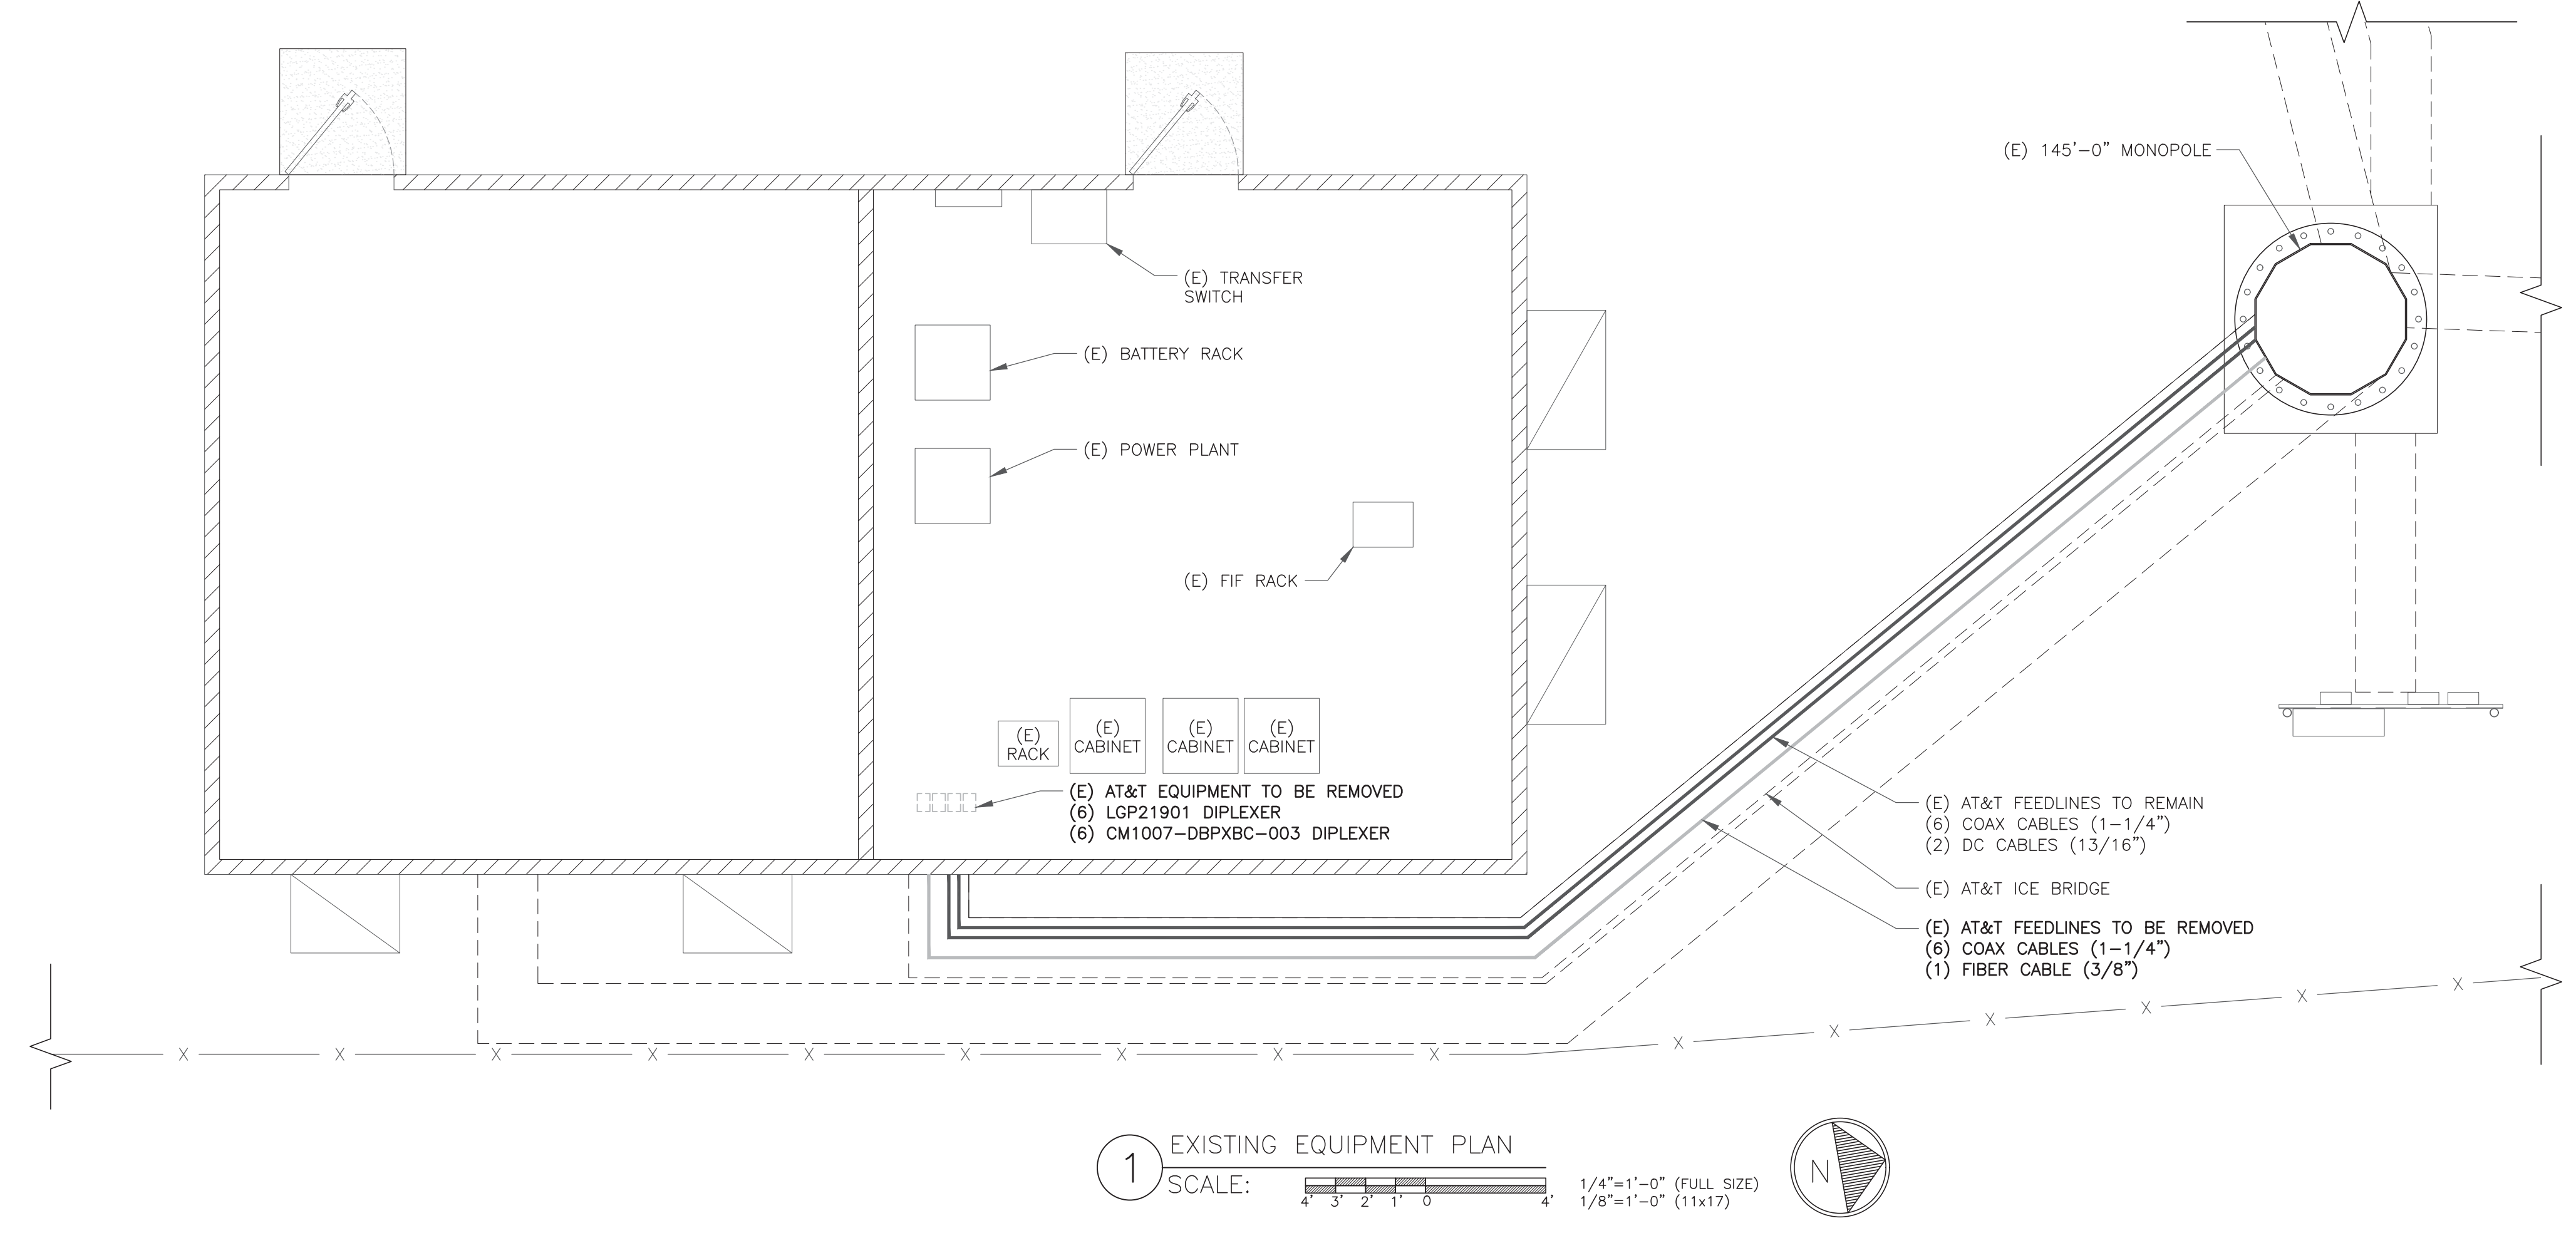 (E) 145'-0" MONOPOLE
(E) TRANSFER
SWITCH
(E) BATTERY RACK
(E) POWER PLANT
(E) FIF RACK
(E)
RACK
(E)
CABINET
(E)
CABINET
(E)
CABINET
(E) AT&T EQUIPMENT TO BE REMOVED
(6) LGP21901 DIPLEXER
(6) CM1007-DBPXBC-003 DIPLEXER
(E) AT&T FEEDLINES TO REMAIN
(6) COAX CABLES (1-1/4")
(2) DC CABLES (13/16")
(E) AT&T ICE BRIDGE
(E) AT&T FEEDLINES TO BE REMOVED
(6) COAX CABLES (1-1/4")
(1) FIBER CABLE (3/8")
X X X X X X X X X X X X X X X
1
EXISTING EQUIPMENT PLAN
SCALE:
4' 3' 2' 1' 0 4'
1/4"=1'-0" (FULL SIZE)
1/8"=1'-0" (11x17)
N